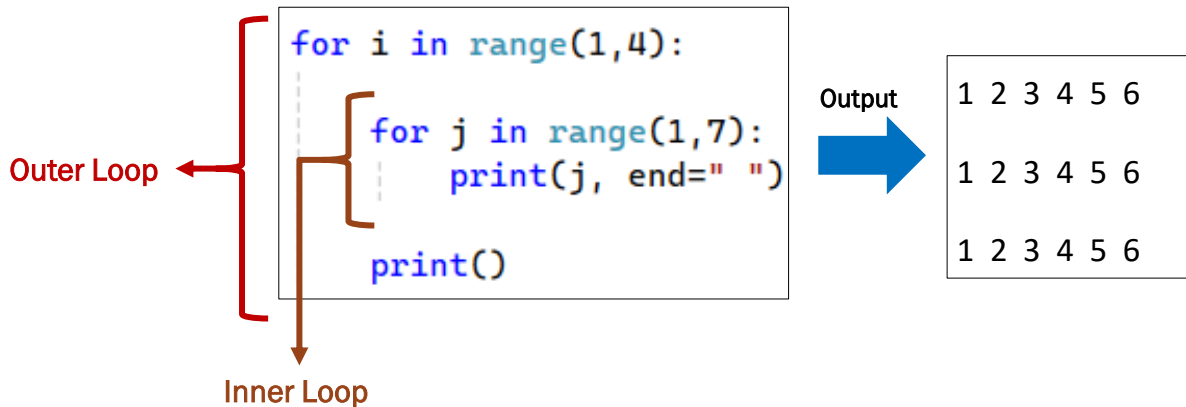 for i in range(1,4):
for j in range(1,7):
print(j, end=" ")
print()
Outer Loop
Inner Loop
Output
1 2 3 4 5 6
1 2 3 4 5 6
1 2 3 4 5 6